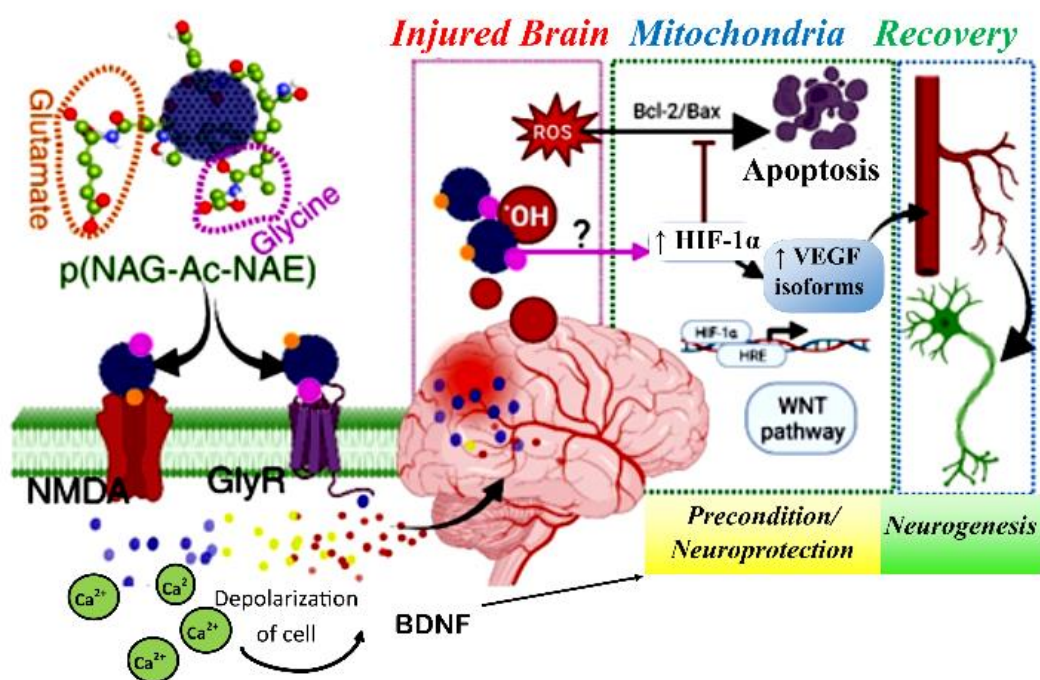 Injured Brain Mitochondria Recovery
Glutamate
Glycine
p(NAG-Ac-NAE)
NMDA
GlyR
Ca2+
Ca2
Ca2+
Ca2+
Depolarization
of cell
BDNF
ROS
•OH
?
Bcl-2/Bax
Apoptosis
↑ HIF-1α
↑ VEGF
isoforms
HIF-1α
HRE
WNT
pathway
Precondition/
Neuroprotection
Neurogenesis